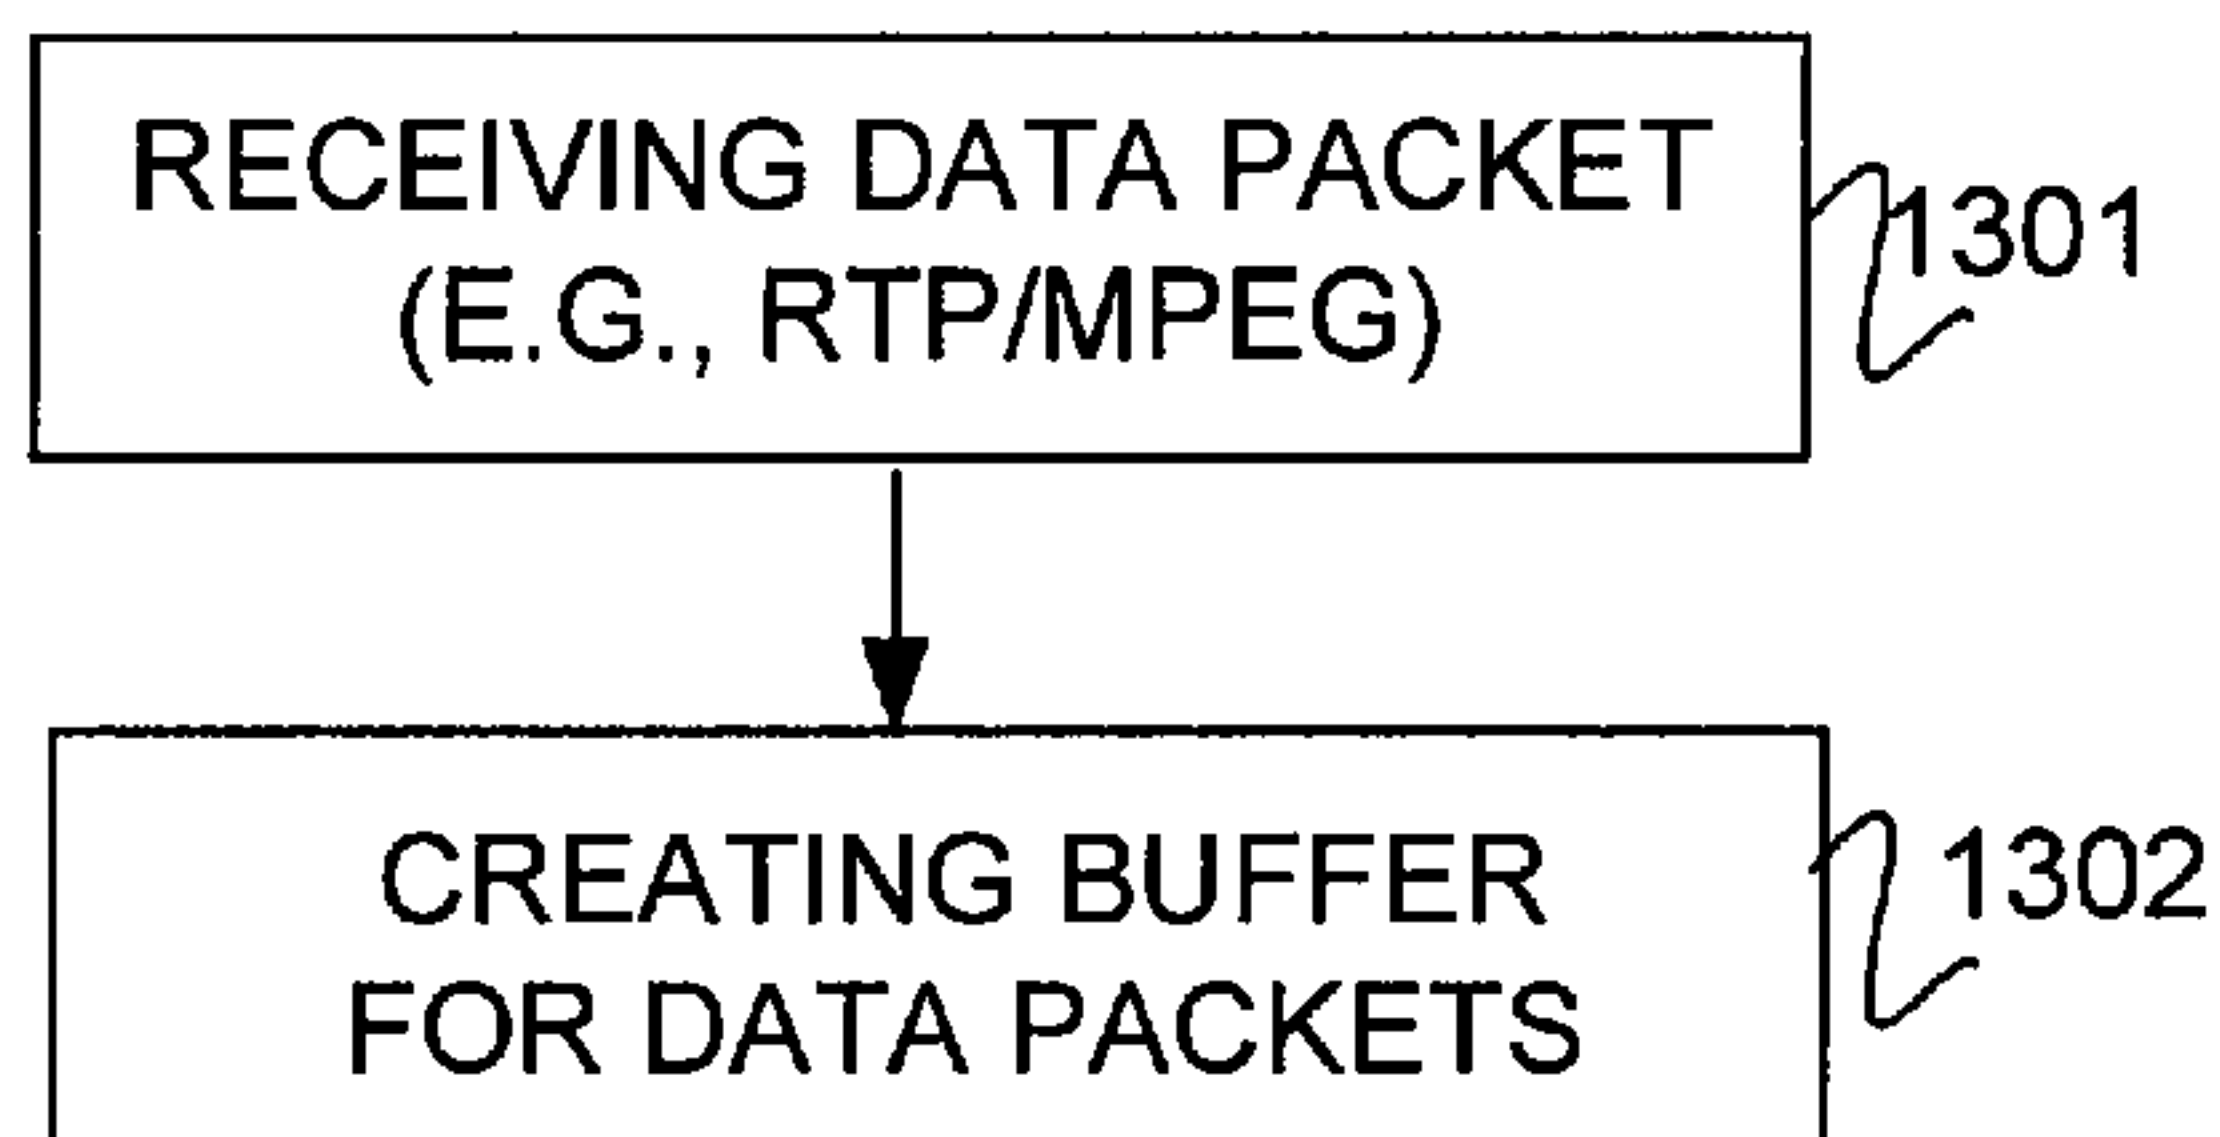 RECEIVING DATA PACKET
(E.G., RTP/MPEG)
1301
CREATING BUFFER
FOR DATA PACKETS
1302